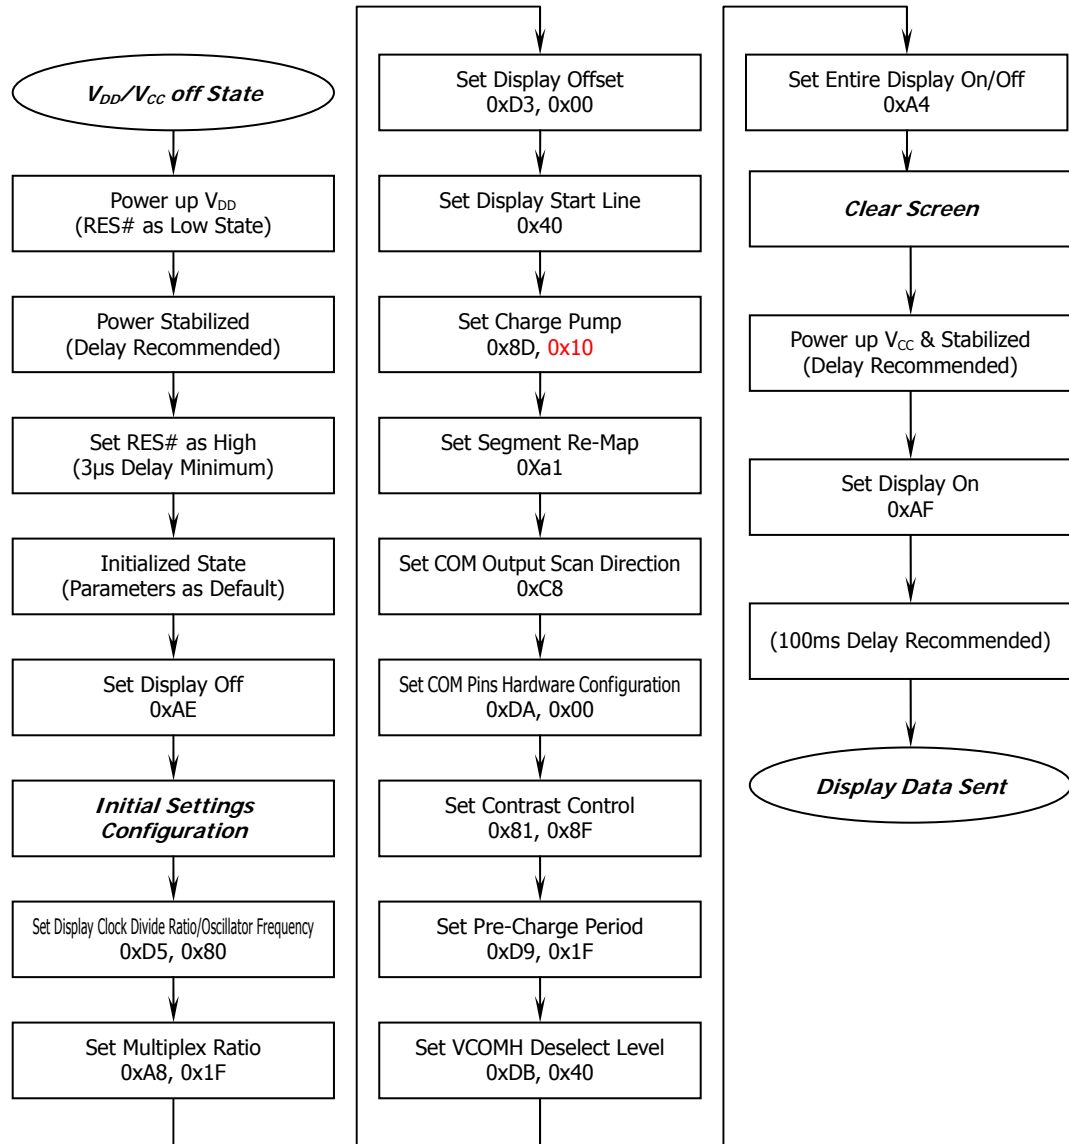 V_DD/V_CC off State
Power up V_DD
(RES# as Low State)
Power Stabilized
(Delay Recommended)
Set RES# as High
(3µs Delay Minimum)
Initialized State
(Parameters as Default)
Set Display Off
0xAE
Initial Settings
Configuration
Set Display Clock Divide Ratio/Oscillator Frequency
0xD5, 0x80
Set Multiplex Ratio
0xA8, 0x1F
Set Display Offset
0xD3, 0x00
Set Display Start Line
0x40
Set Charge Pump
0x8D, 0x10
Set Segment Re-Map
0Xa1
Set COM Output Scan Direction
0xC8
Set COM Pins Hardware Configuration
0xDA, 0x00
Set Contrast Control
0x81, 0x8F
Set Pre-Charge Period
0xD9, 0x1F
Set VCOMH Deselect Level
0xDB, 0x40
Set Entire Display On/Off
0xA4
Clear Screen
Power up V_CC & Stabilized
(Delay Recommended)
Set Display On
0xAF
(100ms Delay Recommended)
Display Data Sent